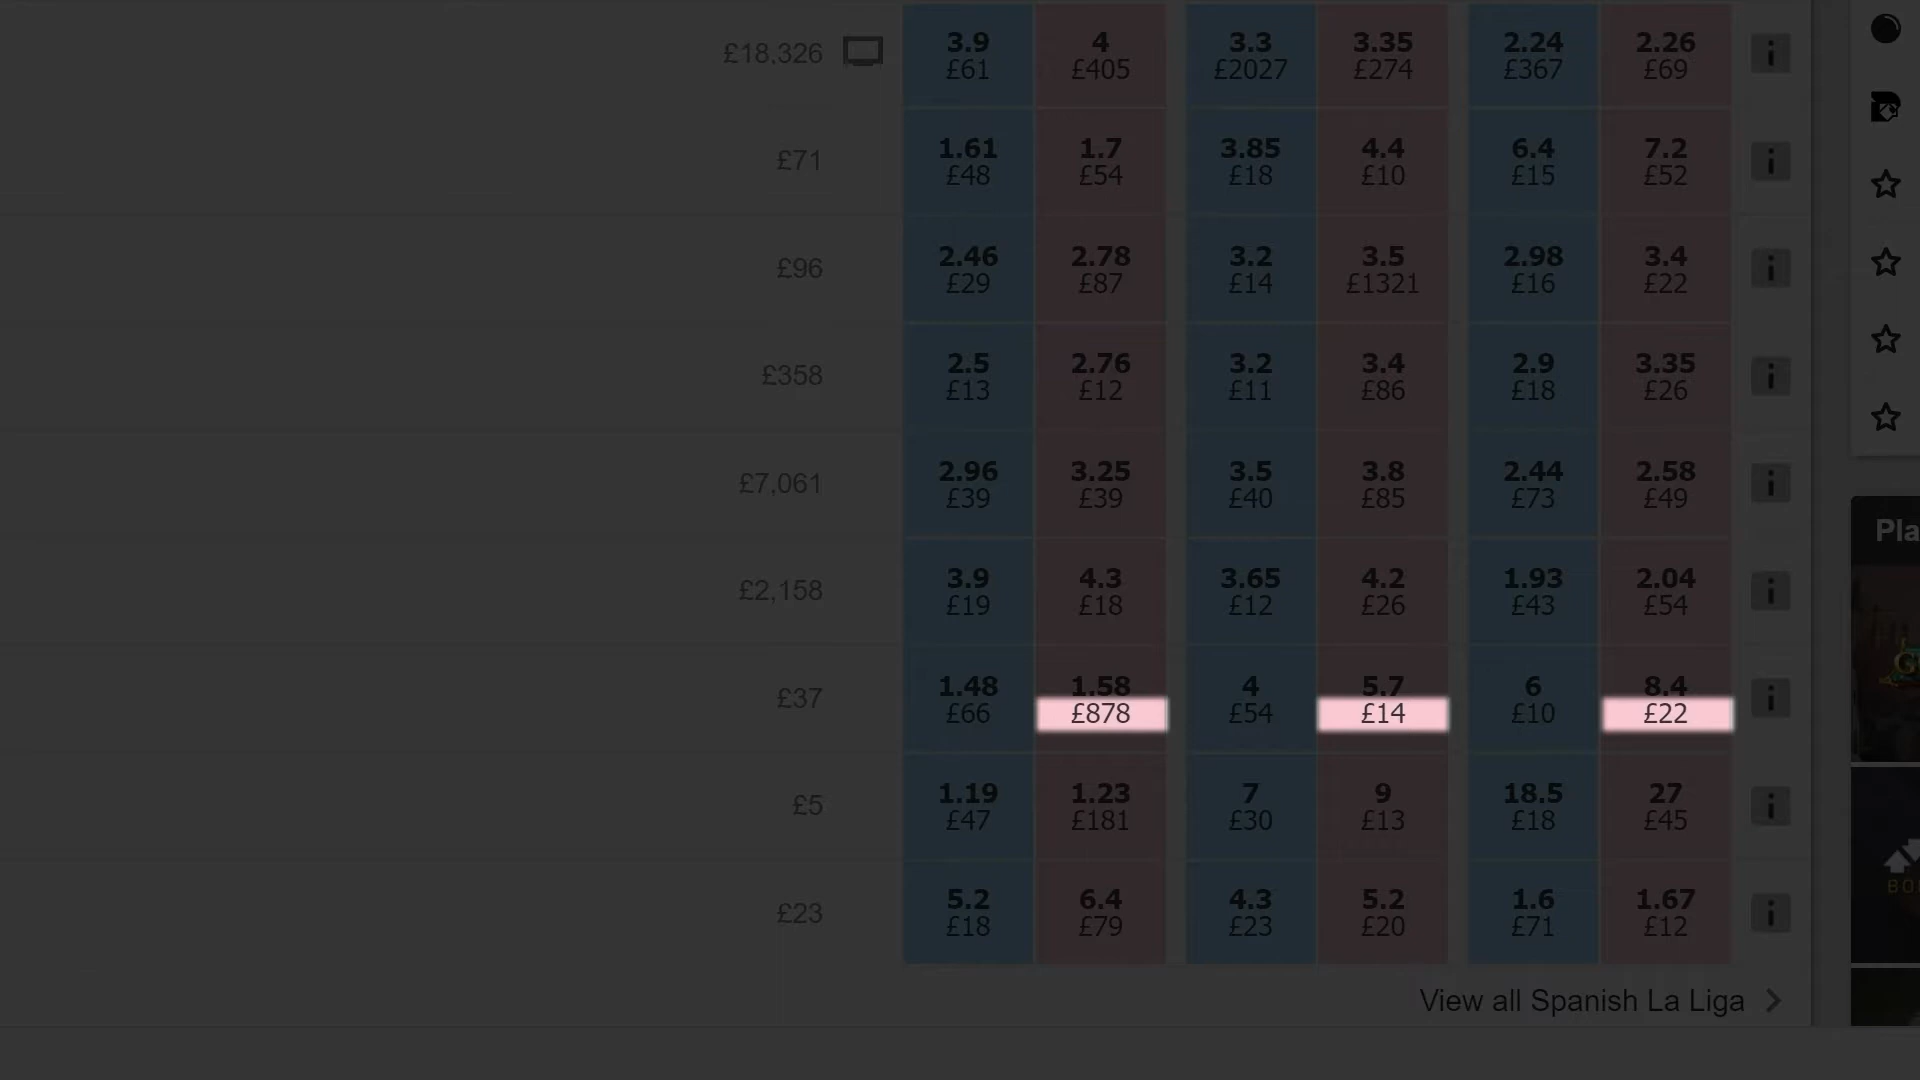 £18,326 3.9 4 3.3 3.35 2.24 2.26
£61 £405 £2027 £274 £367 £69
£71 1.61 1.7 3.85 4.4 6.4 7.2
£48 £54 £18 £10 £15 £52
£96 2.46 2.78 3.2 3.5 2.98 3.4
£29 £87 £14 £1321 £16 £22
£358 2.5 2.76 3.2 3.4 2.9 3.35
£13 £12 £11 £86 £18 £26
£7,061 2.96 3.25 3.5 3.8 2.44 2.58
£39 £39 £40 £85 £73 £49
Pla
£2,158 3.9 4.3 3.65 4.2 1.93 2.04
£19 £18 £12 £26 £43 £54
£37 1.48 1.58 4 5.7 6 8.4
£66 £878 £54 £14 £10 £22
£5 1.19 1.23 7 9 18.5 27
£47 £181 £30 £13 £18 £45
£23 5.2 6.4 4.3 5.2 1.6 1.67
£18 £79 £23 £20 £71 £12
View all Spanish La Liga